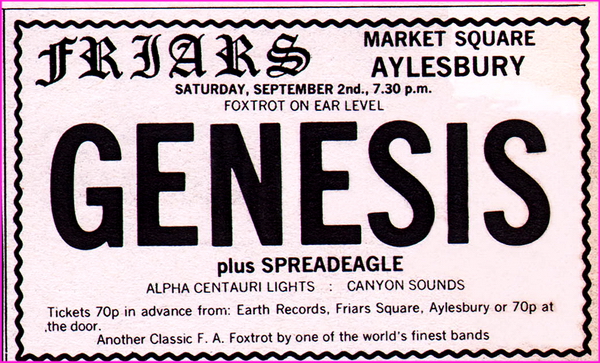 FRIARS
MARKET SQUARE
AYLESBURY
SATURDAY, SEPTEMBER 2nd., 7.30 p.m.
FOXTROT ON EAR LEVEL
GENESIS
plus SPREADEAGLE
ALPHA CENTAURI LIGHTS : CANYON SOUNDS
Tickets 70p in advance from: Earth Records, Friars Square, Aylesbury or 70p at
the door.
Another Classic F. A. Foxtrot by one of the world's finest bands